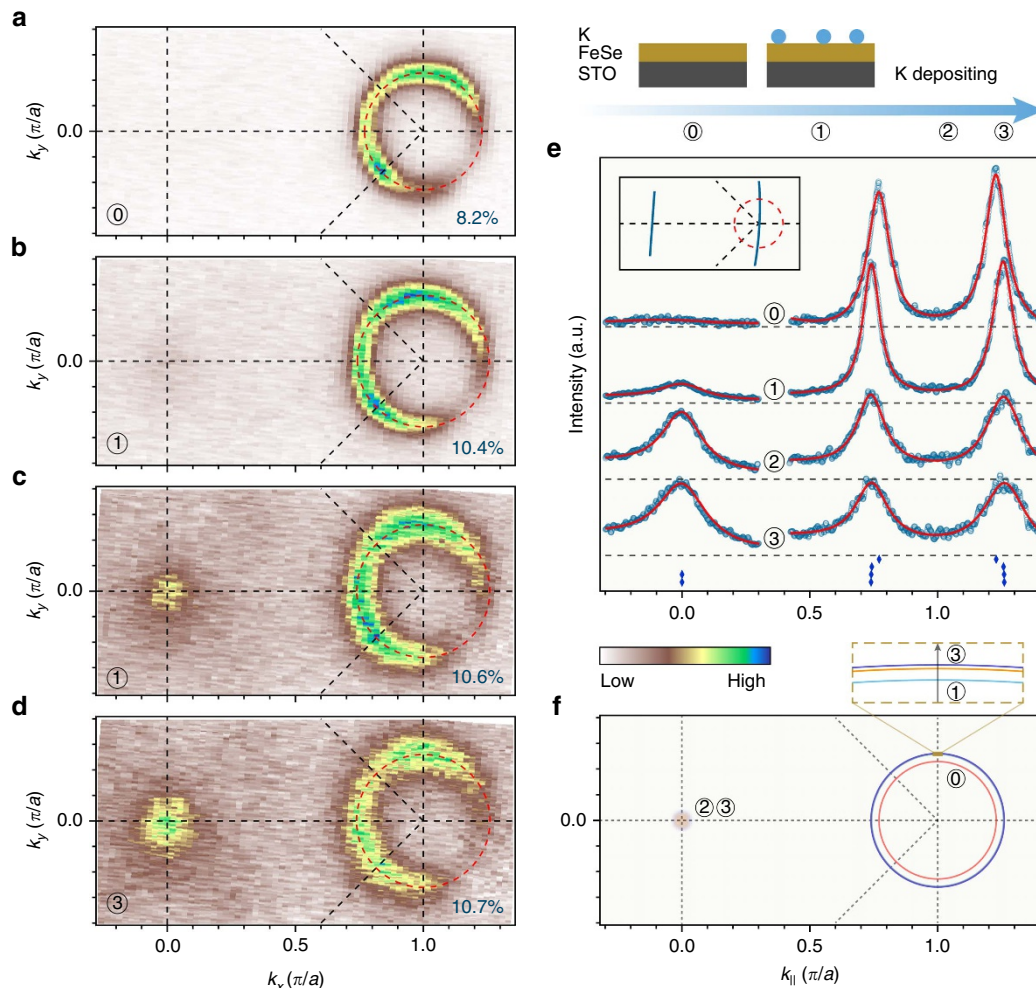 a
k_y (π/a)
0.0
⓪
8.2%
b
k_y (π/a)
0.0
①
10.4%
c
k_y (π/a)
0.0
①
10.6%
d
k_y (π/a)
0.0
③
10.7%
0.0 0.5 1.0
k_x (π/a)
K
FeSe
STO
K depositing
⓪ ① ② ③
e
Intensity (a.u.)
⓪
①
②
③
0.0 0.5 1.0
Low High
③
①
f
⓪
② ③
0.0
0.0 0.5 1.0
k_|| (π/a)